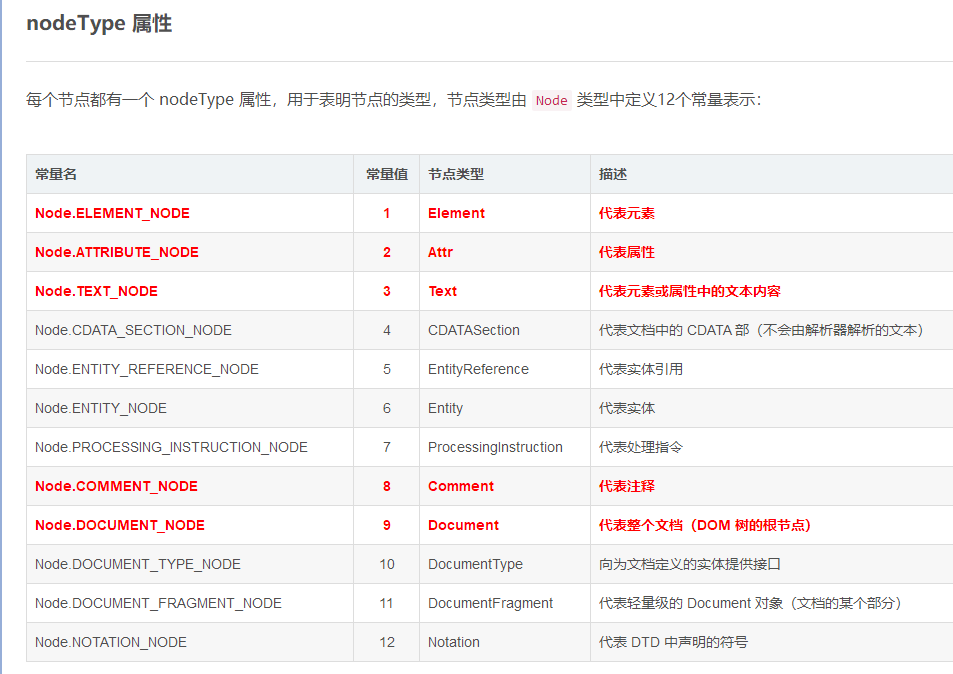 nodeType 属性
每个节点都有一个 nodeType 属性，用于表明节点的类型，节点类型由 Node 类型中定义12个常量表示：
常量名 常量值 节点类型 描述
Node.ELEMENT_NODE 1 Element 代表元素
Node.ATTRIBUTE_NODE 2 Attr 代表属性
Node.TEXT_NODE 3 Text 代表元素或属性中的文本内容
Node.CDATA_SECTION_NODE 4 CDATASection 代表文档中的 CDATA 部（不会由解析器解析的文本）
Node.ENTITY_REFERENCE_NODE 5 EntityReference 代表实体引用
Node.ENTITY_NODE 6 Entity 代表实体
Node.PROCESSING_INSTRUCTION_NODE 7 ProcessingInstruction 代表处理指令
Node.COMMENT_NODE 8 Comment 代表注释
Node.DOCUMENT_NODE 9 Document 代表整个文档（DOM 树的根节点）
Node.DOCUMENT_TYPE_NODE 10 DocumentType 向为文档定义的实体提供接口
Node.DOCUMENT_FRAGMENT_NODE 11 DocumentFragment 代表轻量级的 Document 对象（文档的某个部分）
Node.NOTATION_NODE 12 Notation 代表 DTD 中声明的符号